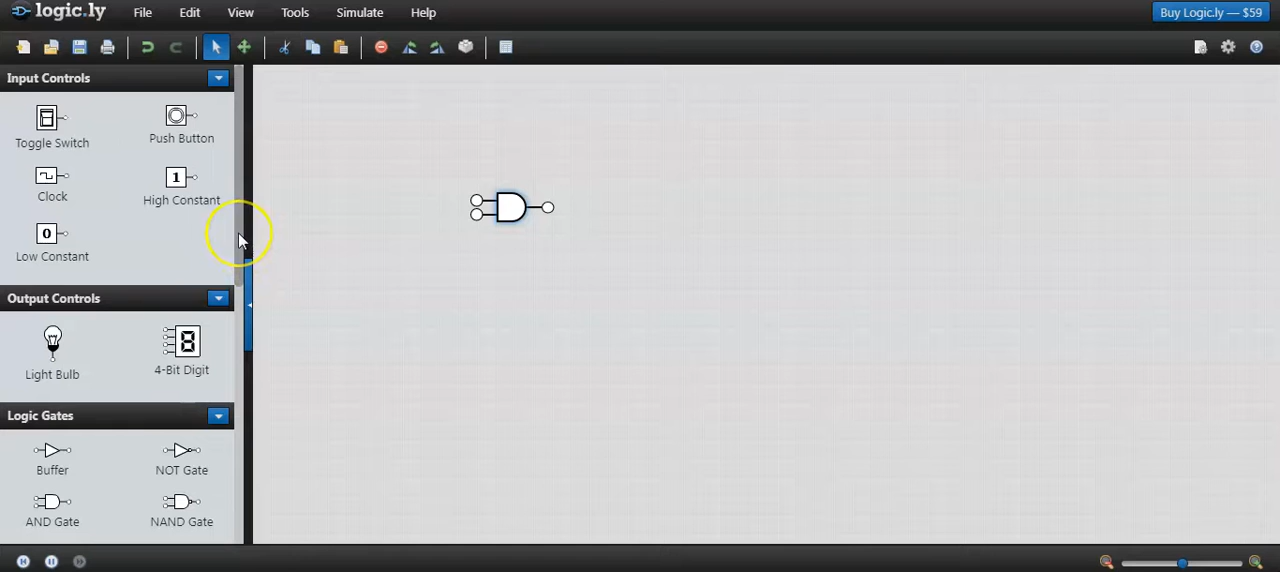 logic.ly
File Edit View Tools Simulate Help
Buy Logic.ly — $59
Input Controls
Toggle Switch Push Button
Clock 1 High Constant
0 Low Constant
Output Controls
Light Bulb 8 4-Bit Digit
Logic Gates
Buffer NOT Gate
AND Gate NAND Gate